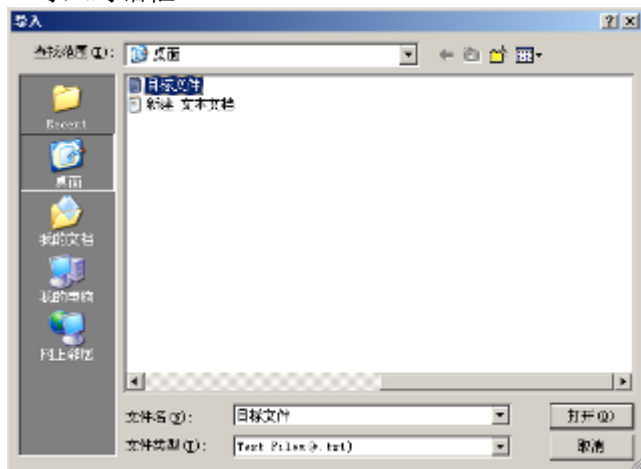 导入
查找范围(I):
桌面
目标文件
新建 文本文档
Recent
桌面
我的文档
我的电脑
网上邻居
文件名(N):
目标文件
打开(O)
文件类型(T):
Text Files(*.txt)
取消